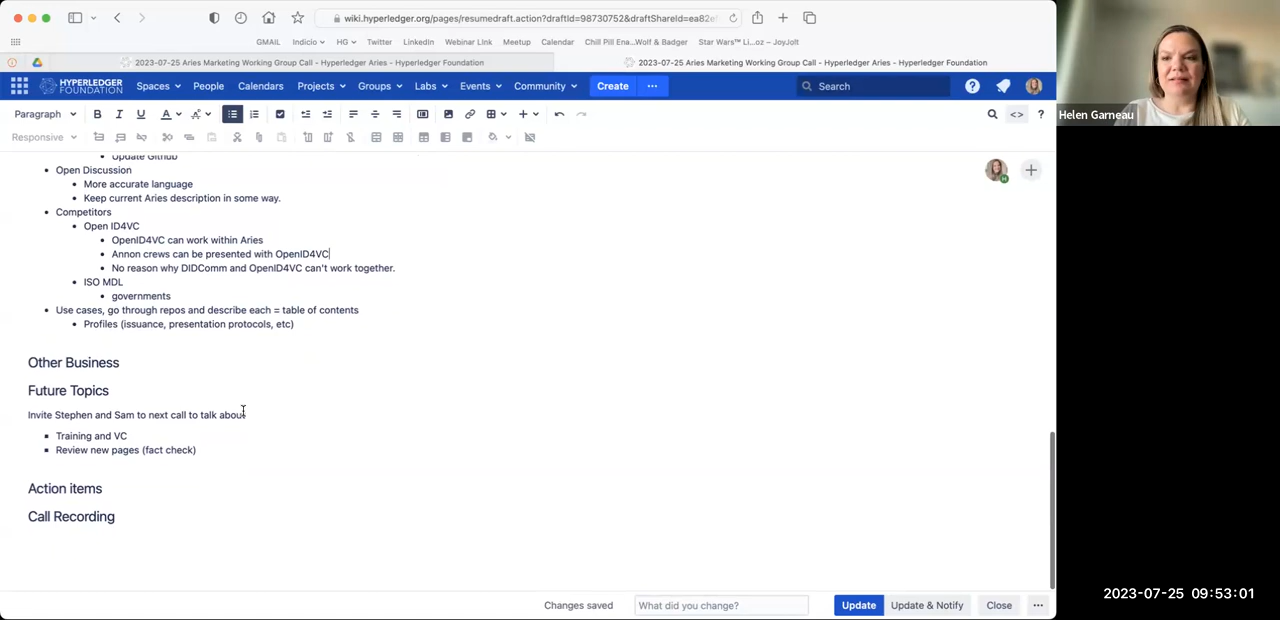 wiki.hyperledger.org/pages/resumedraft.action?draftId=98730752&draftShareId=ea82e
GMAIL Indicio HG Twitter LinkedIn Webinar Link Meetup Calendar Chill Pill Ena...Wolf & Badger Star Wars™ Li...oz – JoyJolt
2023-07-25 Aries Marketing Working Group Call - Hyperledger Aries - Hyperledger Foundation
2023-07-25 Aries Marketing Working Group Call - Hyperledger Aries - Hyperledger Foundation
HYPERLEDGER FOUNDATION Spaces People Calendars Projects Groups Labs Events Community Create ... Search
Paragraph B I U A
Responsive
Update Github
Open Discussion
More accurate language
Keep current Aries description in some way.
Competitors
Open ID4VC
OpenID4VC can work within Aries
Annon crews can be presented with OpenID4VC
No reason why DIDComm and OpenID4VC can't work together.
ISO MDL
governments
Use cases, go through repos and describe each = table of contents
Profiles (issuance, presentation protocols, etc)
Other Business
Future Topics
Invite Stephen and Sam to next call to talk about
Training and VC
Review new pages (fact check)
Action items
Call Recording
Changes saved What did you change? Update Update & Notify Close ...
Helen Garneau
2023-07-25 09:53:01